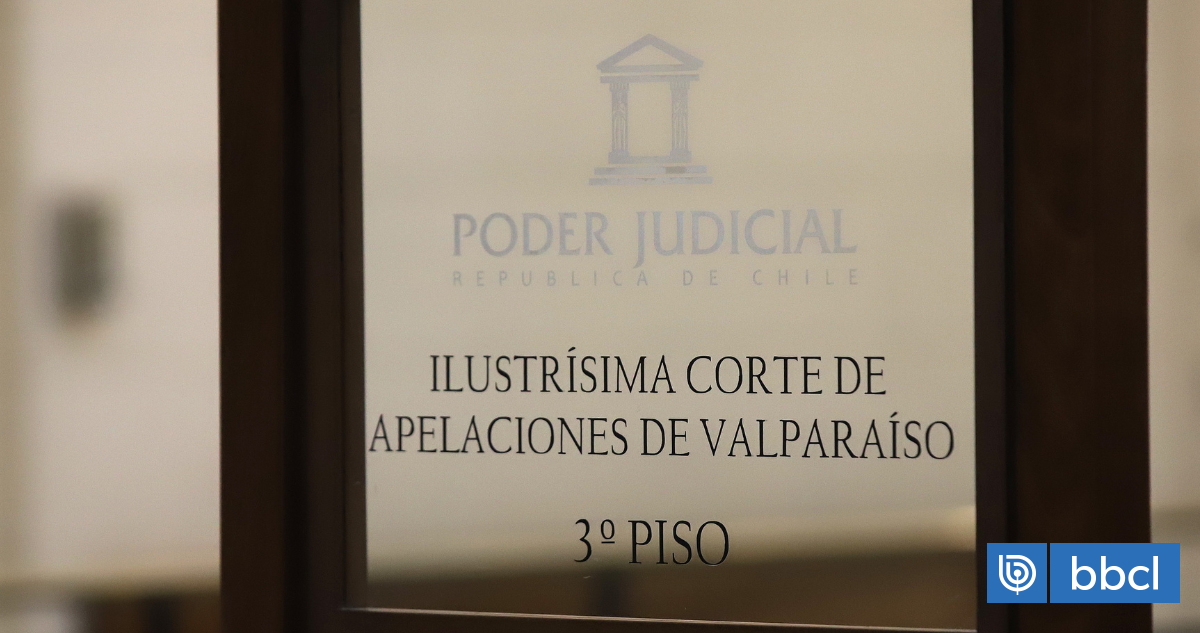 PODER JUDICIAL
REPUBLICA DE CHILE
ILUSTRÍSIMA CORTE DE
APELACIONES DE VALPARAÍSO
3º PISO
bbcl